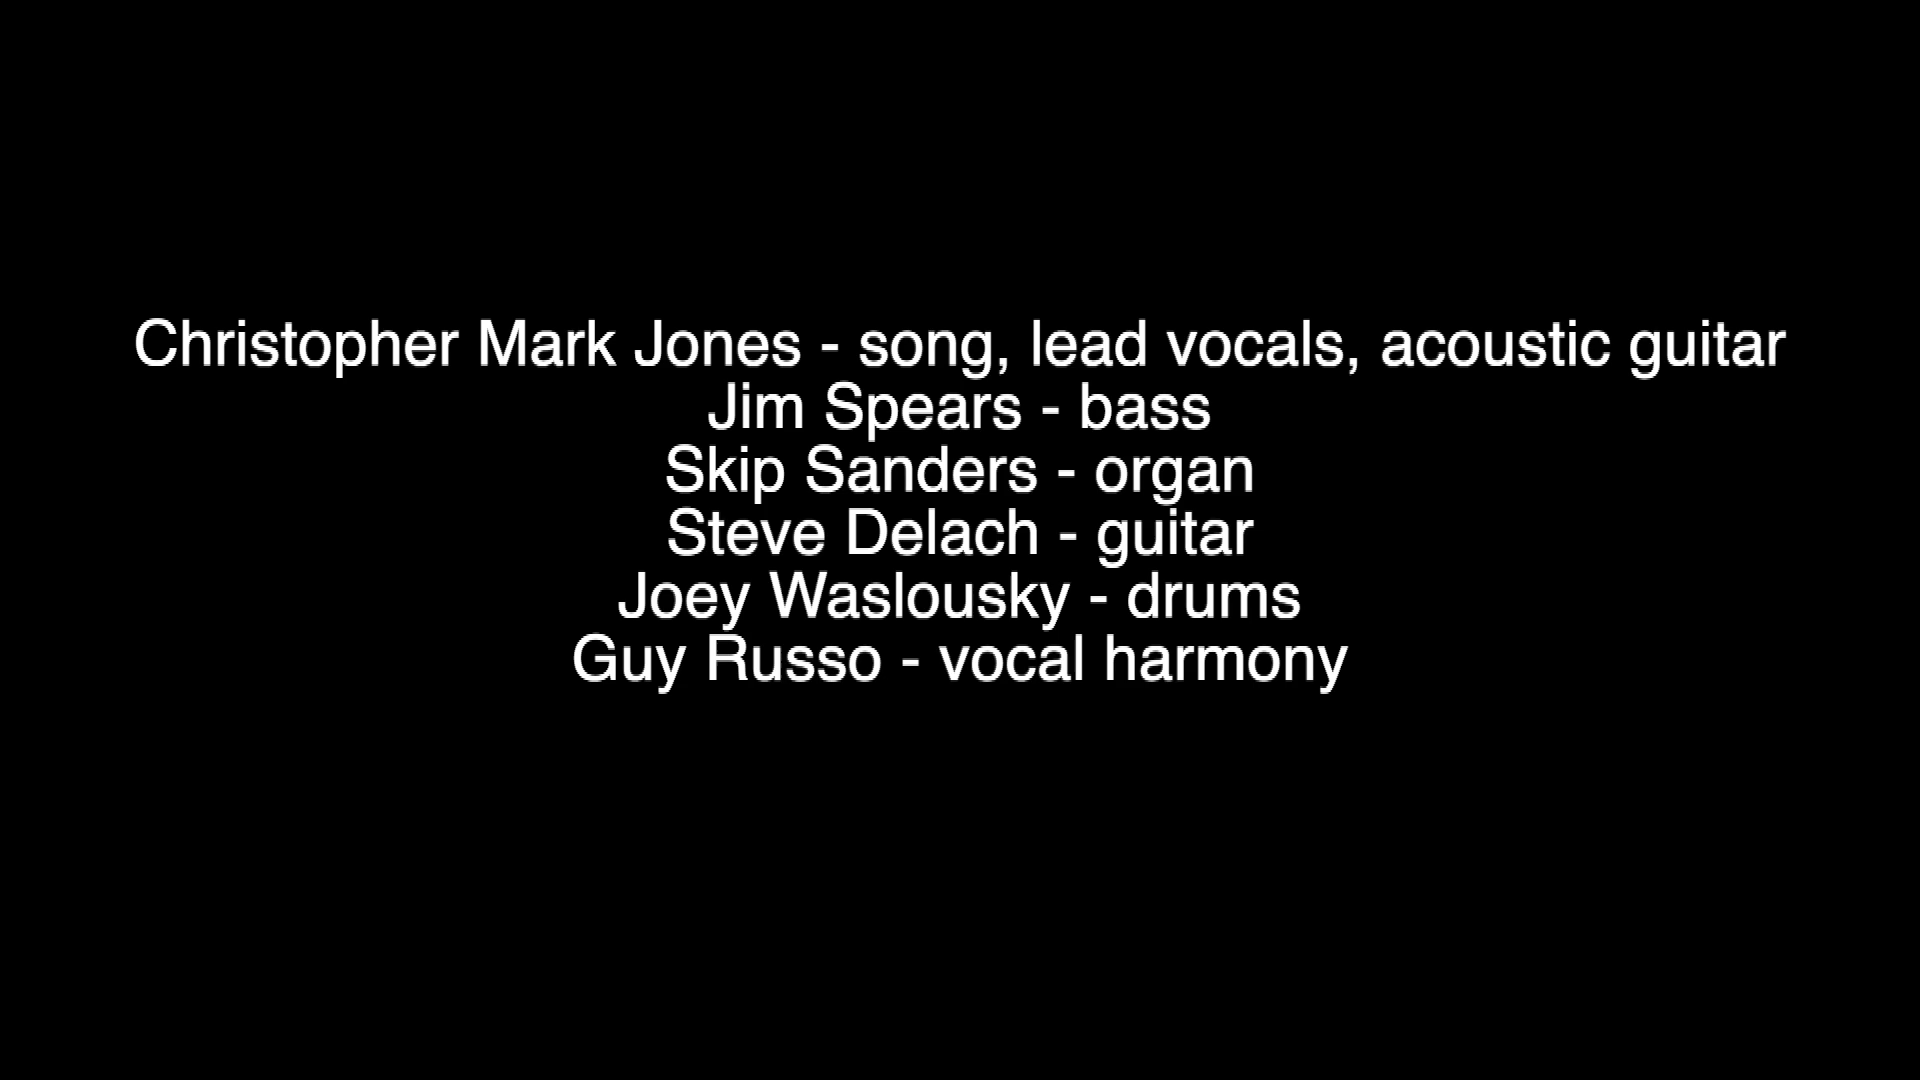 Christopher Mark Jones - song, lead vocals, acoustic guitar
Jim Spears - bass
Skip Sanders - organ
Steve Delach - guitar
Joey Waslousky - drums
Guy Russo - vocal harmony